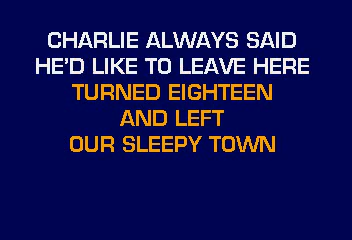 CHARLIE ALWAYS SAID
HE'D LIKE TO LEAVE HERE
TURNED EIGHTEEN
AND LEFT
OUR SLEEPY TOWN